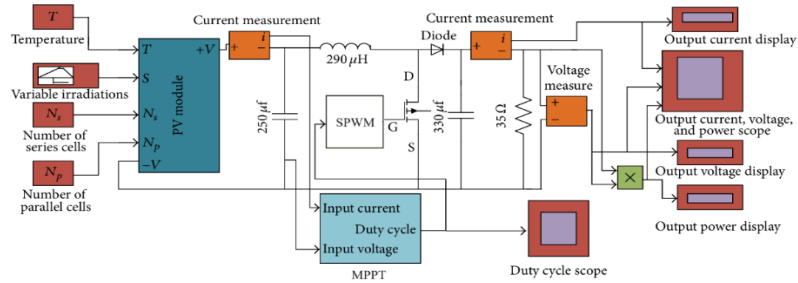 T
Temperature
Variable irradiations
Ns
Number of
series cells
Np
Number of
parallel cells
T
S
Ns
Np
−V
+V
PV module
Current measurement
+
−
i
290 μH
250 μf
SPWM
G
D
S
Diode
330 μf
Current measurement
+
−
i
35 Ω
Voltage
measure
+
−
×
Input current
Duty cycle
Input voltage
MPPT
Duty cycle scope
Output current display
Output current, voltage,
and power scope
Output voltage display
Output power display